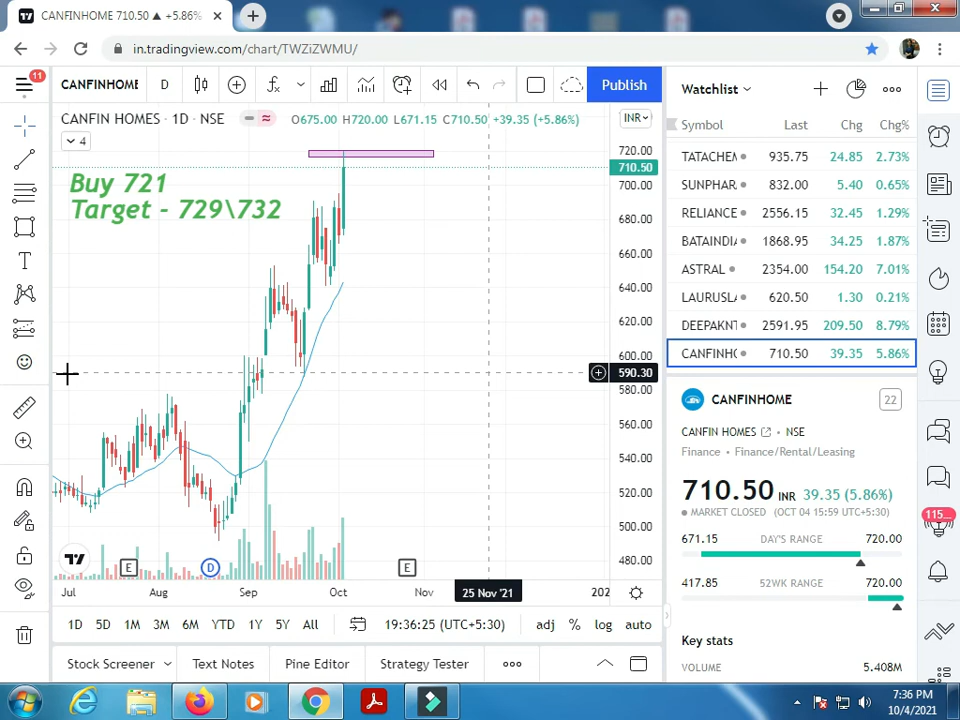 CANFINHOME 710.50 ▲ +5.86%
in.tradingview.com/chart/TWZiZWMU/
11
CANFINHOME D
Publish
CANFIN HOMES • 1D • NSE O675.00 H720.00 L671.15 C710.50 +39.35 (+5.86%)
INR
4
Buy 721
Target - 729\732
720.00
710.50
700.00
680.00
660.00
640.00
620.00
600.00
590.30
580.00
560.00
540.00
520.00
500.00
480.00
E D E
Jul Aug Sep Oct Nov 25 Nov '21 202
1D 5D 1M 3M 6M YTD 1Y 5Y All 19:36:25 (UTC+5:30) adj % log auto
Stock Screener Text Notes Pine Editor Strategy Tester
Watchlist
Symbol Last Chg Chg%
TATACHEM 935.75 24.85 2.73%
SUNPHAR 832.00 5.40 0.65%
RELIANCE 2556.15 32.45 1.29%
BATAINDIA 1868.95 34.25 1.87%
ASTRAL 2354.00 154.20 7.01%
LAURUSLA 620.50 1.30 0.21%
DEEPAKNT 2591.95 209.50 8.79%
CANFINHO 710.50 39.35 5.86%
CANFINHOME 22
CANFIN HOMES • NSE
Finance • Finance/Rental/Leasing
710.50 INR 39.35 (5.86%)
MARKET CLOSED (OCT 04 15:59 UTC+5:30)
671.15 DAY'S RANGE 720.00
417.85 52WK RANGE 720.00
Key stats
VOLUME 5.408M
115...
7:36 PM
10/4/2021